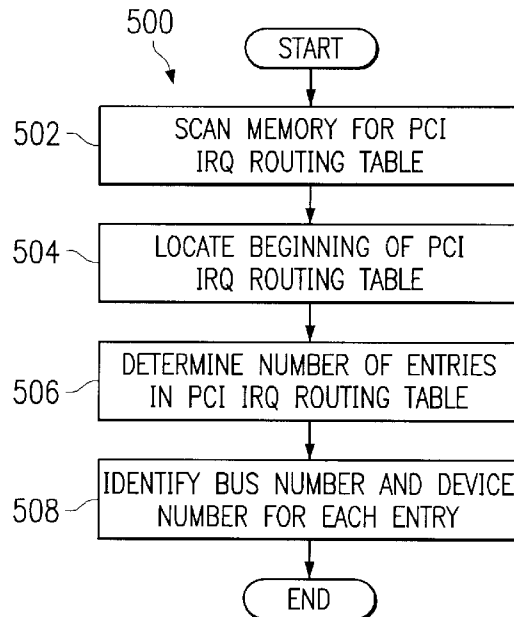 500
START
502
SCAN MEMORY FOR PCI
IRQ ROUTING TABLE
504
LOCATE BEGINNING OF PCI
IRQ ROUTING TABLE
506
DETERMINE NUMBER OF ENTRIES
IN PCI IRQ ROUTING TABLE
508
IDENTIFY BUS NUMBER AND DEVICE
NUMBER FOR EACH ENTRY
END